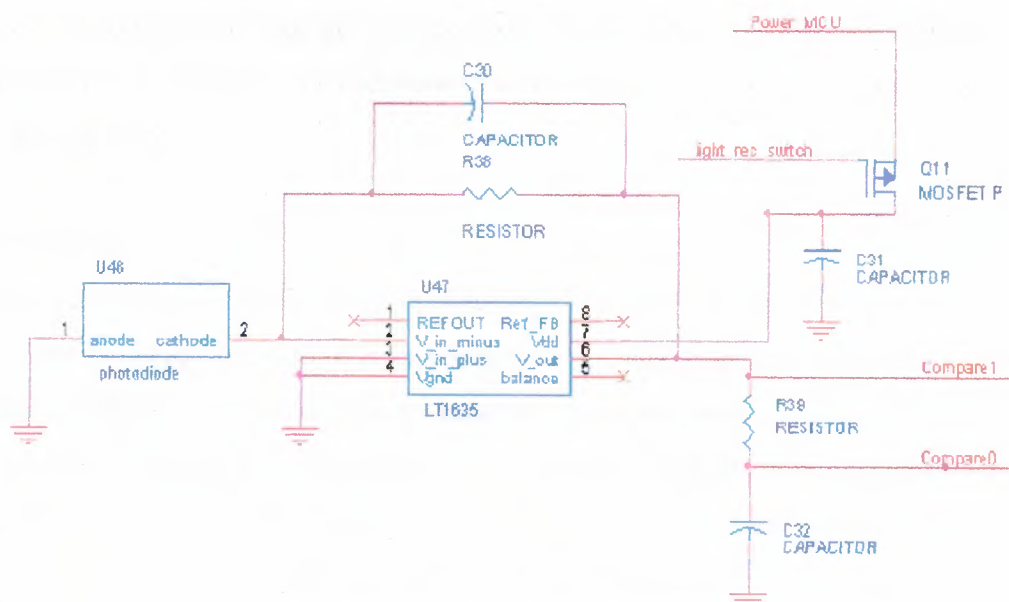 Power MCU
C30
CAPACITOR
R38
RESISTOR
light rec switch
Q11
MOSFET P
C31
CAPACITOR
U46
1
anode
cathode
2
photodiode
U47
1
REFOUT
Ref_FB
8
2
V_in_minus
Vdd
7
3
V_in_plus
V_out
6
4
Vgnd
balance
5
LT1635
Compare1
R39
RESISTOR
Compare0
C32
CAPACITOR